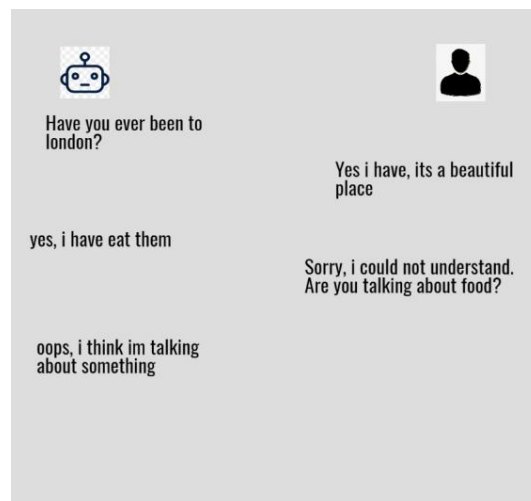 Have you ever been to
london?
Yes i have, its a beautiful
place
yes, i have eat them
Sorry, i could not understand.
Are you talking about food?
oops, i think im talking
about something